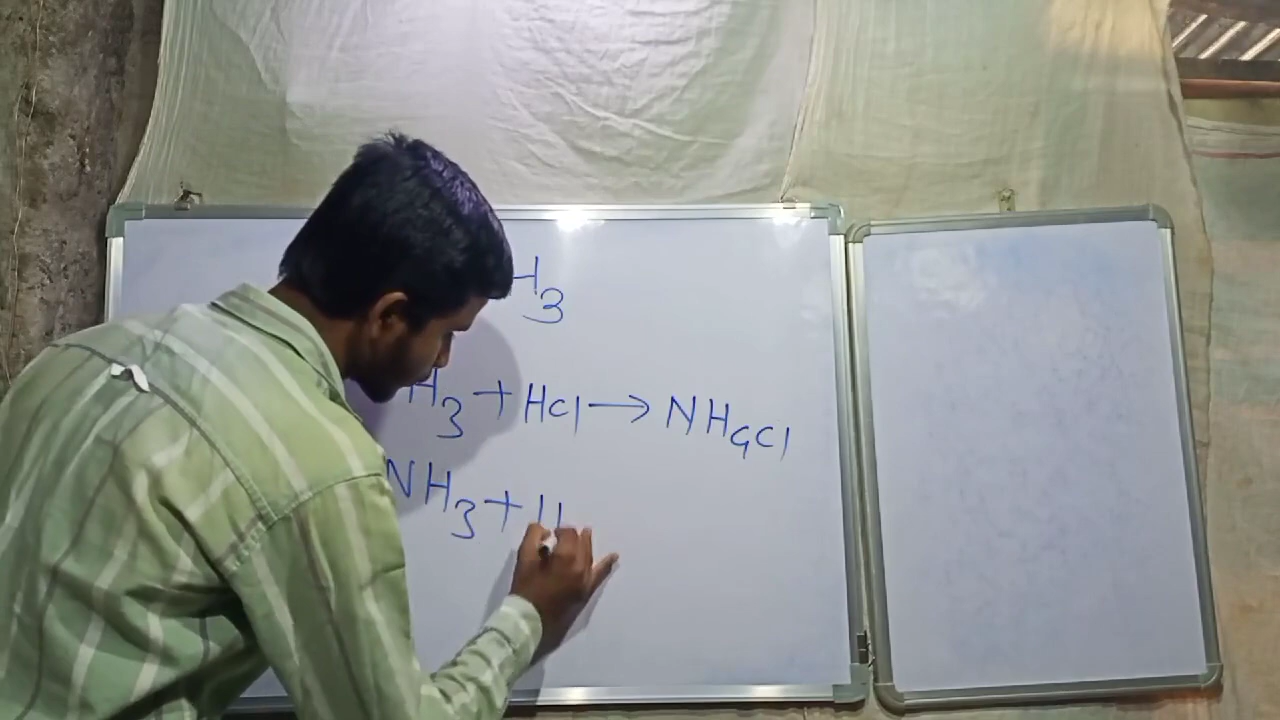 H3
H3 + HCl → NH4Cl
NH3 +